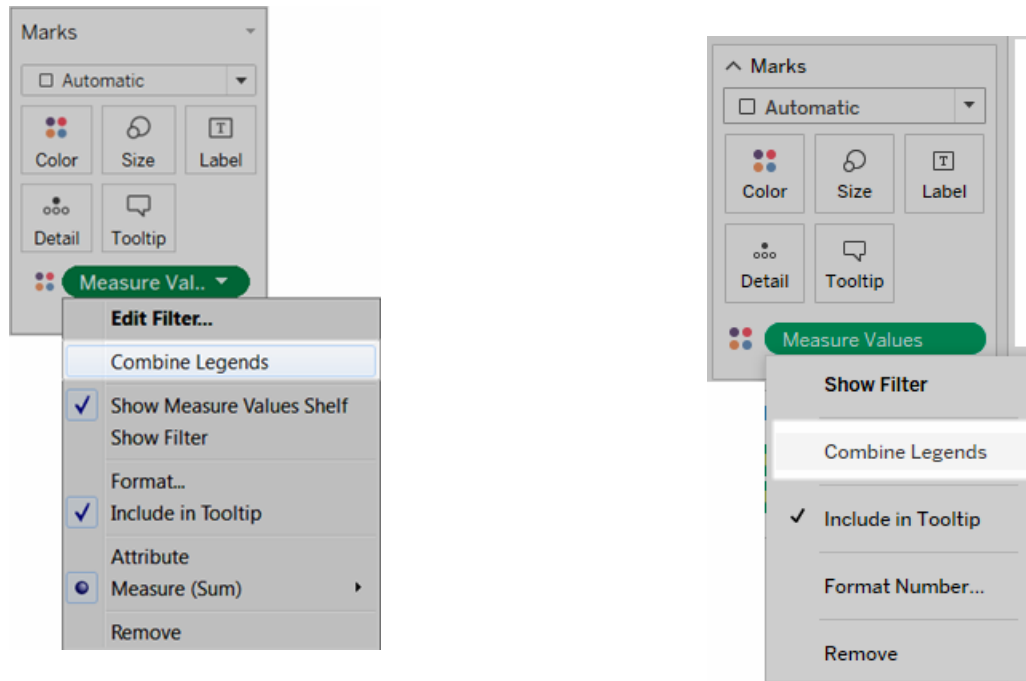 Marks
Automatic
Color Size Label
Detail Tooltip
Measure Val..
Edit Filter...
Combine Legends
Show Measure Values Shelf
Show Filter
Format...
Include in Tooltip
Attribute
Measure (Sum)
Remove
Marks
Automatic
Color Size Label
Detail Tooltip
Measure Values
Show Filter
Combine Legends
Include in Tooltip
Format Number...
Remove